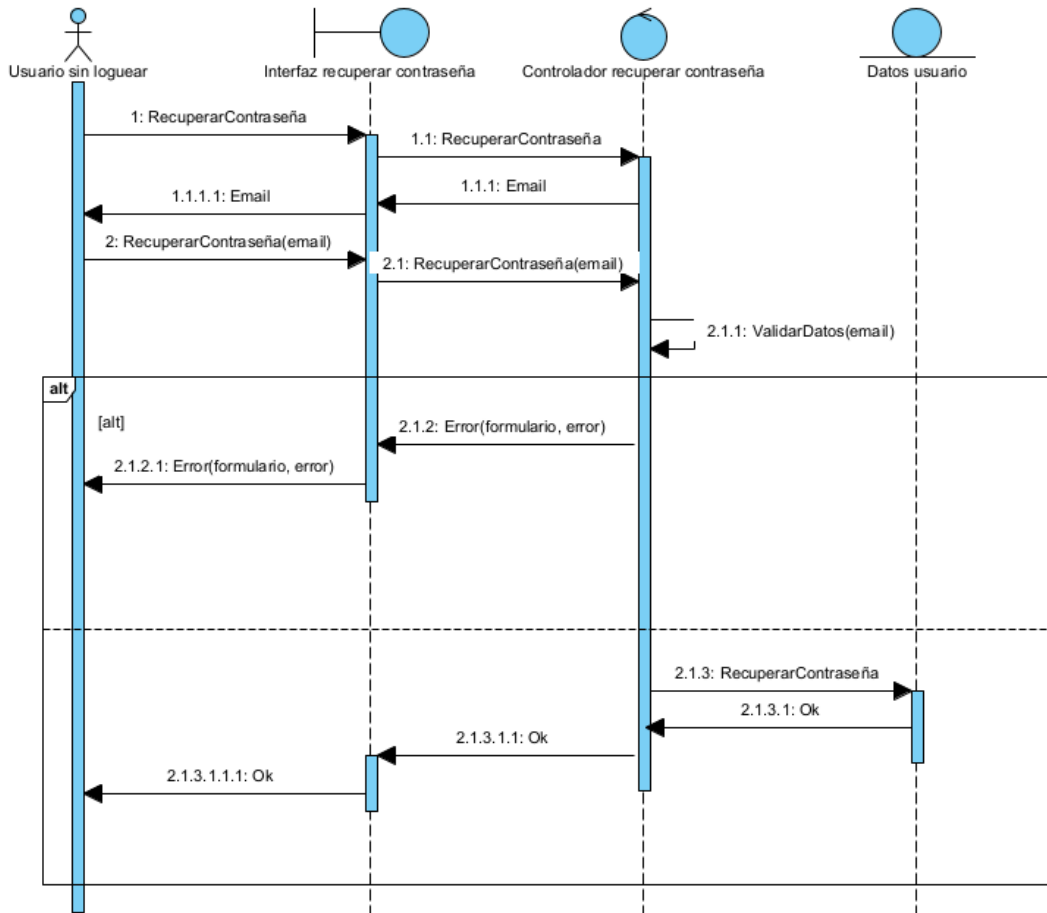 Usuario sin loguear
Interfaz recuperar contraseña
Controlador recuperar contraseña
Datos usuario
1: RecuperarContraseña
1.1: RecuperarContraseña
1.1.1: Email
1.1.1.1: Email
2: RecuperarContraseña(email)
2.1: RecuperarContraseña(email)
2.1.1: ValidarDatos(email)
alt
[alt]
2.1.2: Error(formulario, error)
2.1.2.1: Error(formulario, error)
2.1.3: RecuperarContraseña
2.1.3.1: Ok
2.1.3.1.1: Ok
2.1.3.1.1.1: Ok